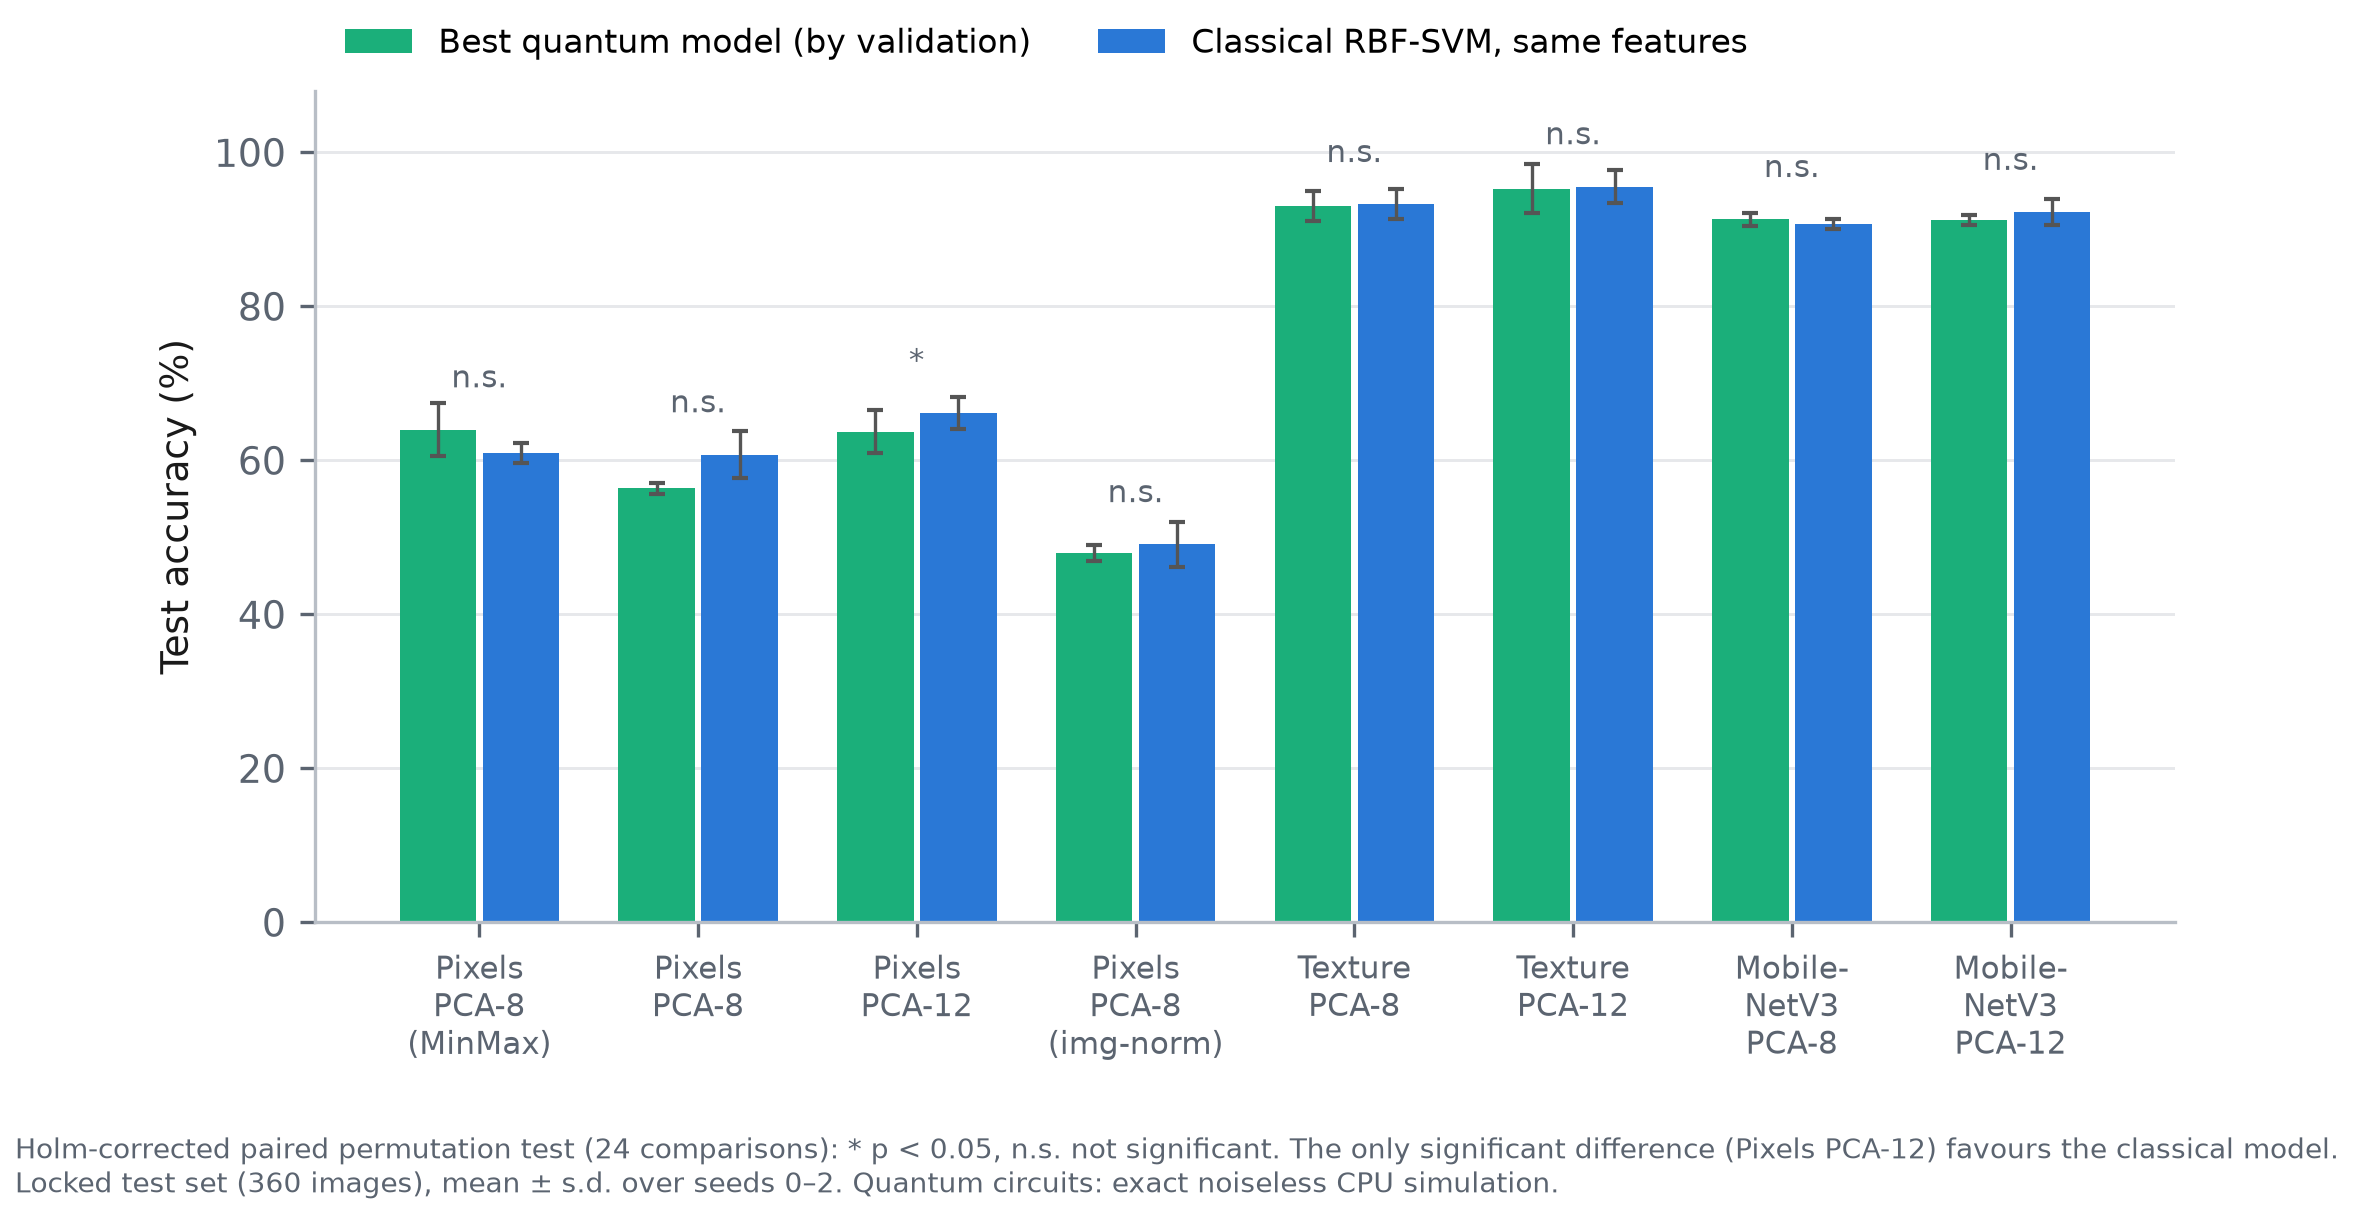 Best quantum model (by validation)
Classical RBF-SVM, same features
Test accuracy (%)
100
80
60
40
20
0
n.s.
n.s.
*
n.s.
n.s.
n.s.
n.s.
n.s.
Pixels
PCA-8
(MinMax)
Pixels
PCA-8
Pixels
PCA-12
Pixels
PCA-8
(img-norm)
Texture
PCA-8
Texture
PCA-12
Mobile-
NetV3
PCA-8
Mobile-
NetV3
PCA-12
Holm-corrected paired permutation test (24 comparisons): * p < 0.05, n.s. not significant. The only significant difference (Pixels PCA-12) favours the classical model.
Locked test set (360 images), mean ± s.d. over seeds 0–2. Quantum circuits: exact noiseless CPU simulation.